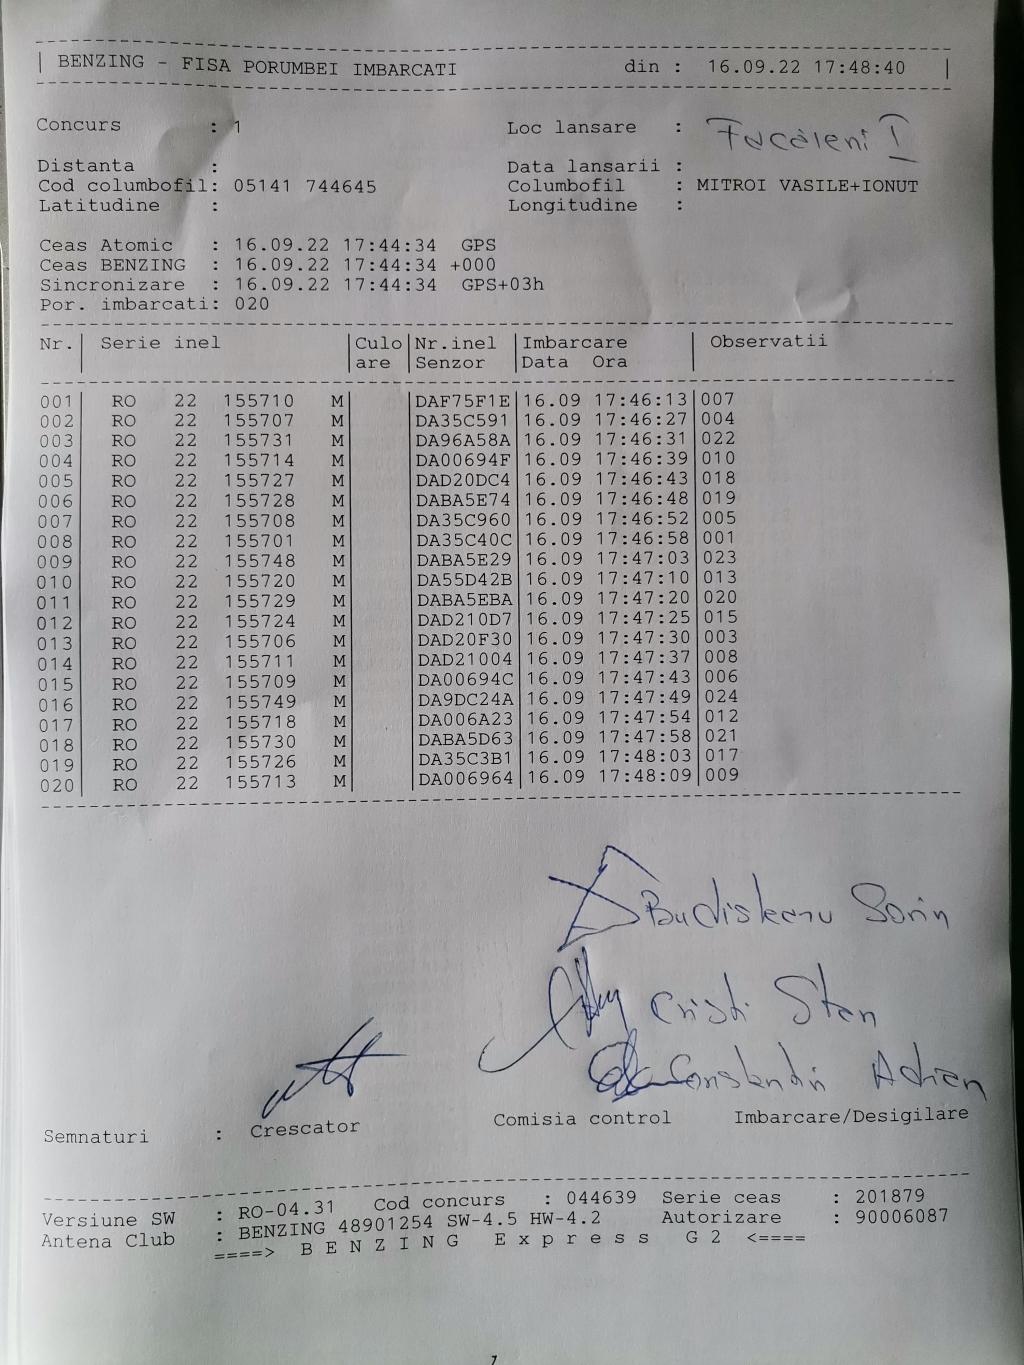 BENZING - FISA PORUMBEI IMBARCATI din : 16.09.22 17:48:40
Concurs : 1 Loc lansare : Facaieni I
Distanta : Data lansarii :
Cod columbofil: 05141 744645 Columbofil : MITROI VASILE+IONUT
Latitudine : Longitudine :
Ceas Atomic : 16.09.22 17:44:34 GPS
Ceas BENZING : 16.09.22 17:44:34 +000
Sincronizare : 16.09.22 17:44:34 GPS+03h
Por. imbarcati: 020
Nr. Serie inel Culo Nr.inel Imbarcare Observatii
are Senzor Data Ora
001 RO 22 155710 M DAF75F1E 16.09 17:46:13 007
002 RO 22 155707 M DA35C591 16.09 17:46:27 004
003 RO 22 155731 M DA96A58A 16.09 17:46:31 022
004 RO 22 155714 M DA00694F 16.09 17:46:39 010
005 RO 22 155727 M DAD20DC4 16.09 17:46:43 018
006 RO 22 155728 M DABA5E74 16.09 17:46:48 019
007 RO 22 155708 M DA35C960 16.09 17:46:52 005
008 RO 22 155701 M DA35C40C 16.09 17:46:58 001
009 RO 22 155748 M DABA5E29 16.09 17:47:03 023
010 RO 22 155720 M DA55D42B 16.09 17:47:10 013
011 RO 22 155729 M DABA5EBA 16.09 17:47:20 020
012 RO 22 155724 M DAD210D7 16.09 17:47:25 015
013 RO 22 155706 M DAD20F30 16.09 17:47:30 003
014 RO 22 155711 M DAD21004 16.09 17:47:37 008
015 RO 22 155709 M DA00694C 16.09 17:47:43 006
016 RO 22 155749 M DA9DC24A 16.09 17:47:49 024
017 RO 22 155718 M DA006A23 16.09 17:47:54 012
018 RO 22 155730 M DABA5D63 16.09 17:47:58 021
019 RO 22 155726 M DA35C3B1 16.09 17:48:03 017
020 RO 22 155713 M DA006964 16.09 17:48:09 009
Budisteanu Sorin
Cristi Stan
Constantin Adrian
Semnaturi : Crescator Comisia control Imbarcare/Desigilare
Versiune SW : RO-04.31 Cod concurs : 044639 Serie ceas : 201879
Antena Club : BENZING 48901254 SW-4.5 HW-4.2 Autorizare : 90006087
====> B E N Z I N G E x p r e s s G 2 <====